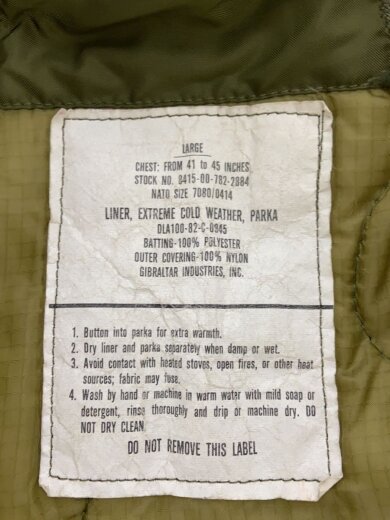 LARGE
CHEST: FROM 41 to 45 INCHES
STOCK NO. 8415-00-782-2884
NATO SIZE 7080/0414
LINER, EXTREME COLD WEATHER, PARKA
DLA100-82-C-0945
BATTING-100% POLYESTER
OUTER COVERING-100% NYLON
GIBRALTAR INDUSTRIES, INC.
1. Button into parka for extra warmth.
2. Dry liner and parka separately when damp or wet.
3. Avoid contact with heated stoves, open fires, or other heat
sources; fabric may fuse.
4. Wash by hand or machine in warm water with mild soap or
detergent, rinse thoroughly and drip or machine dry. DO
NOT DRY CLEAN
DO NOT REMOVE THIS LABEL